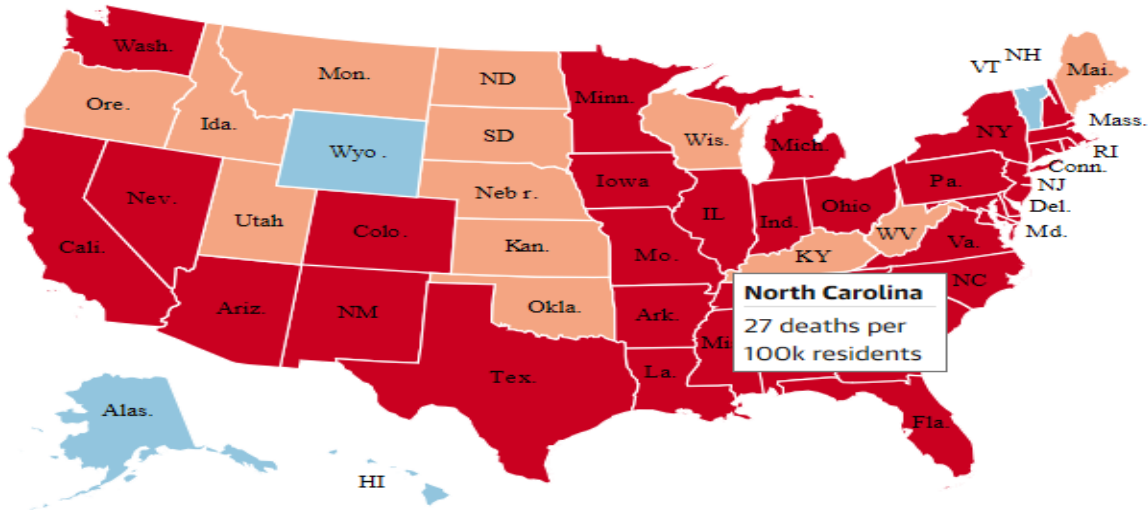 Wash.
Mon.
ND
Minn.
VT
NH
Mai.
Ore.
Ida.
SD
Wis.
Mich.
NY
Mass.
Wyo .
RI
Conn.
Neb r.
Iowa
Pa.
NJ
Nev.
Utah
Colo.
IL
Ind.
Ohio
Del.
Cali.
Kan.
Mo.
WV
Va.
Md.
KY
Ariz.
NM
Okla.
Ark.
NC
North Carolina
27 deaths per
100k residents
Tex.
La.
Mi
Fla.
Alas.
HI